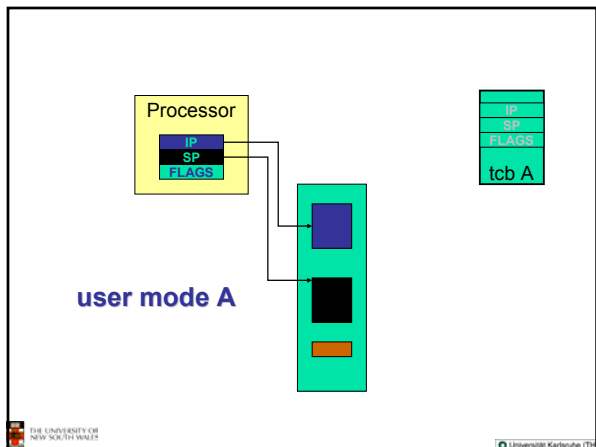 Processor
IP
SP
FLAGS
IP
SP
FLAGS
tcb A
user mode A
THE UNIVERSITY OF
NEW SOUTH WALES
Universität Karlsruhe (TH